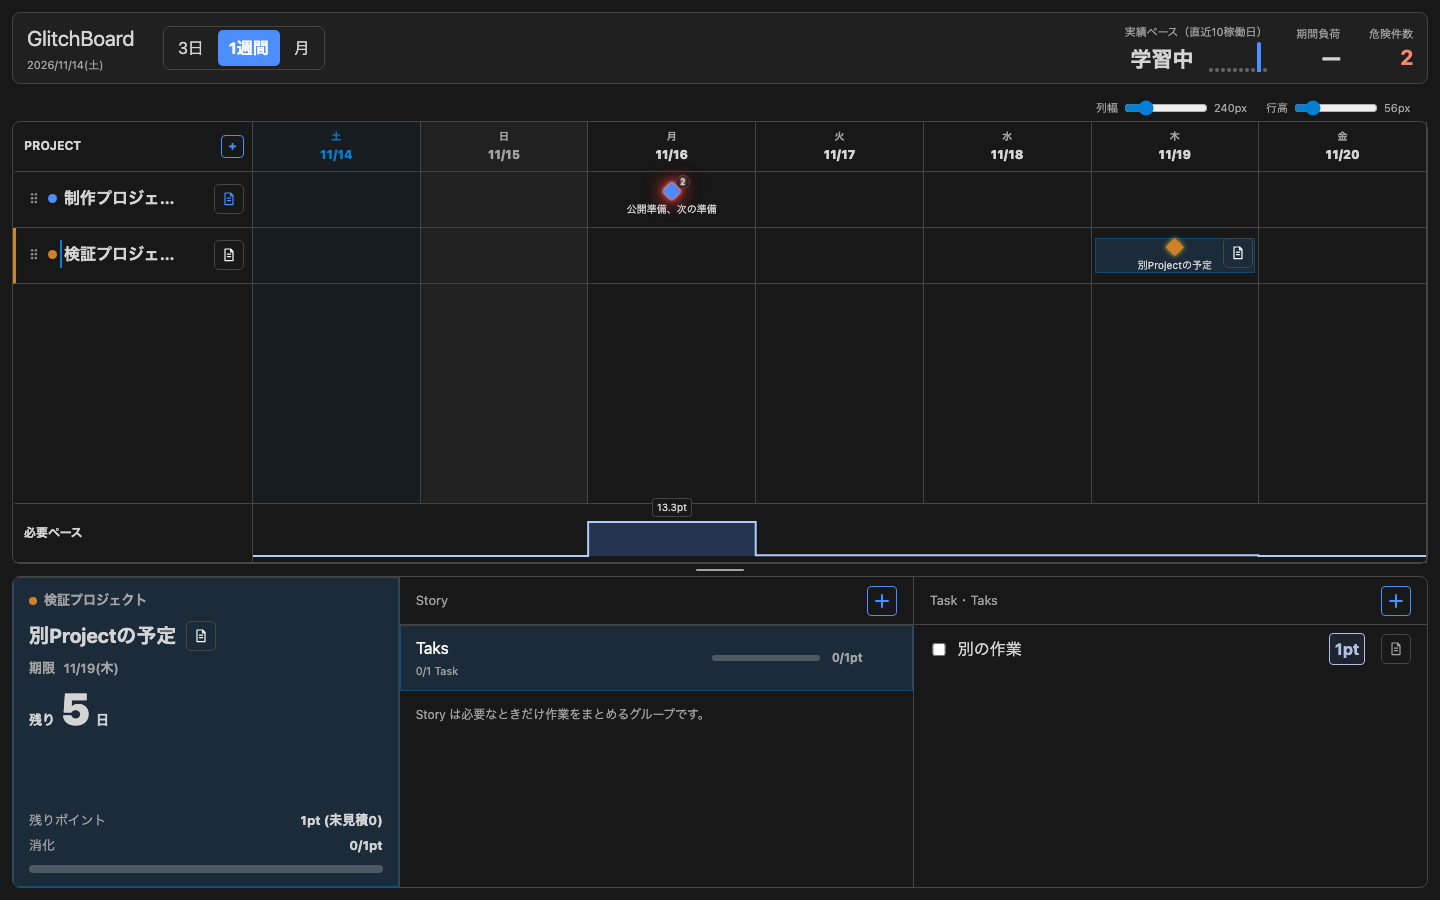 GlitchBoard
2026/11/14(土)
3日 1週間 月
実績ペース（直近10稼働日）
学習中
期間負荷
—
危険件数
2
列幅 240px 行高 56px
PROJECT +
土 11/14
日 11/15
月 11/16
火 11/17
水 11/18
木 11/19
金 11/20
制作プロジェ...
2
公開準備、次の準備
検証プロジェ...
別Projectの予定
必要ペース
13.3pt
検証プロジェクト
別Projectの予定
期限 11/19(木)
残り 5 日
残りポイント 1pt (未見積0)
消化 0/1pt
Story +
Taks
0/1 Task
0/1pt
Story は必要なときだけ作業をまとめるグループです。
Task・Taks +
別の作業 1pt